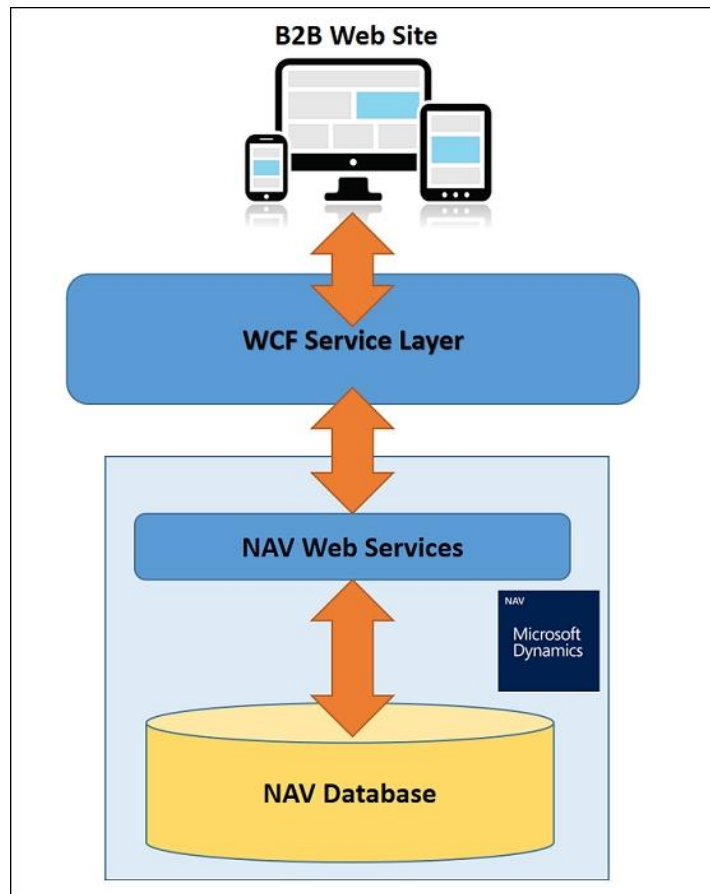 B2B Web Site
WCF Service Layer
NAV Web Services
NAV
Microsoft
Dynamics
NAV Database